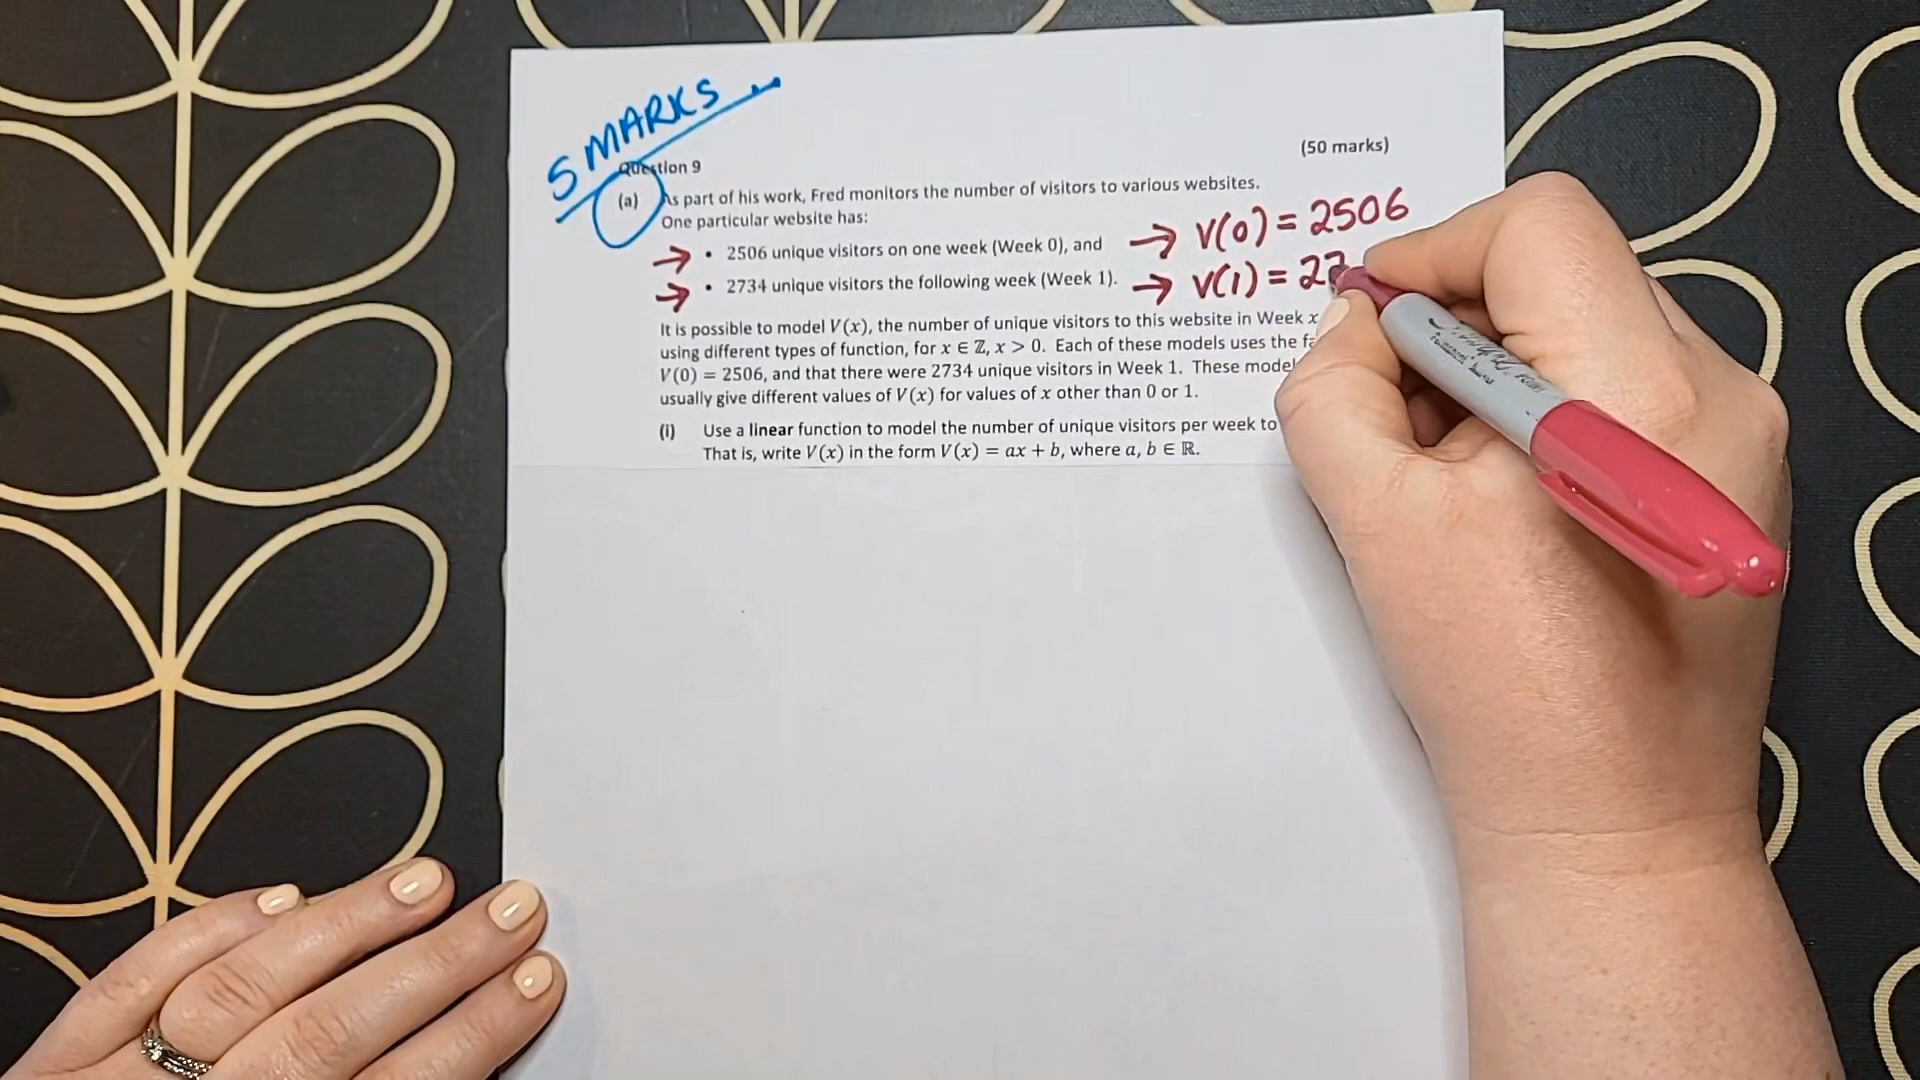 5 MARKS
(50 marks)
Question 9
(a) As part of his work, Fred monitors the number of visitors to various websites.
One particular website has:
→ • 2506 unique visitors on one week (Week 0), and → V(0) = 2506
→ • 2734 unique visitors the following week (Week 1). → V(1) = 27
It is possible to model V(x), the number of unique visitors to this website in Week x
using different types of function, for x ∈ ℤ, x > 0. Each of these models uses the
V(0) = 2506, and that there were 2734 unique visitors in Week 1. These
usually give different values of V(x) for values of x other than 0 or 1.
(i) Use a linear function to model the number of unique visitors per week to
That is, write V(x) in the form V(x) = ax + b, where a, b ∈ ℝ.